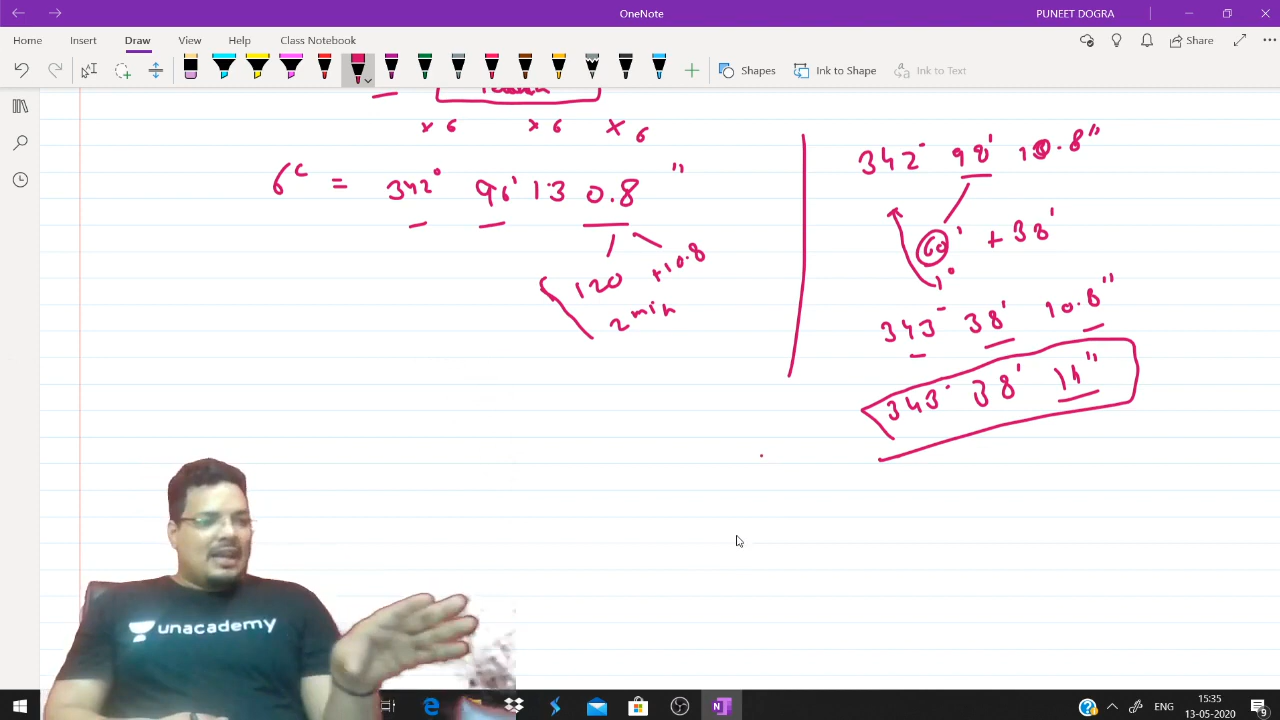 OneNote
PUNEET DOGRA
Home Insert Draw View Help Class Notebook
Share
Shapes Ink to Shape Ink to Text
× 6 × 6 × 6
6ᶜ = 342° 96' 130.8"
120 +10.8
2 min
342° 98' 10.8"
60' + 38'
1°
343° 38' 10.8"
343° 38' 11"
unacademy
ENG
15:35
13-05-2020